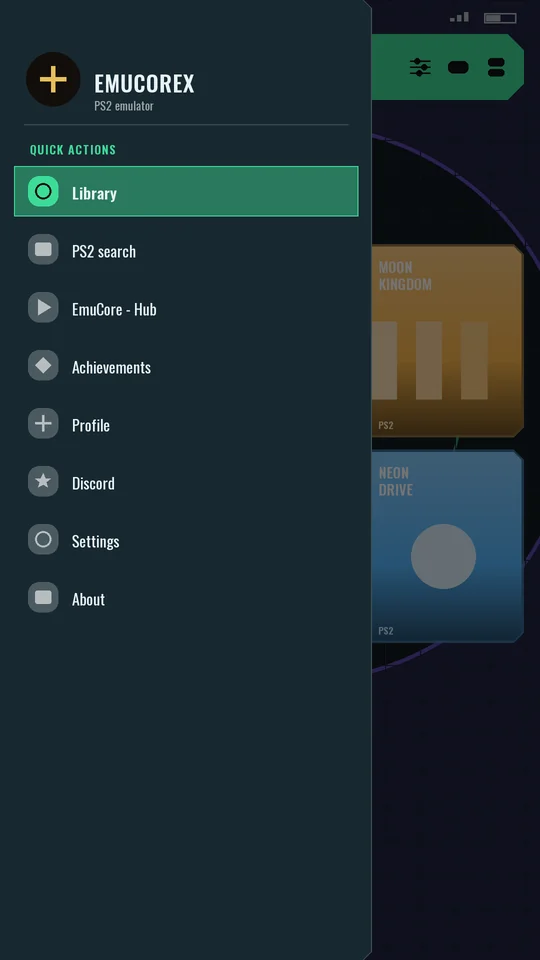 EMUCOREX
PS2 emulator
QUICK ACTIONS
Library
PS2 search
EmuCore - Hub
Achievements
Profile
Discord
Settings
About
MOON
KINGDOM
PS2
NEON
DRIVE
PS2